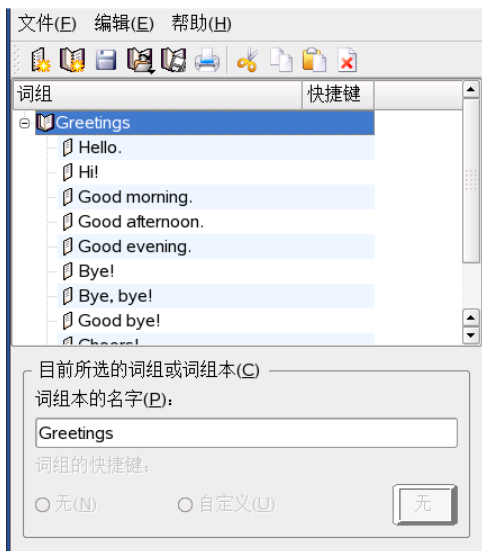 文件(F) 编辑(E) 帮助(H)
词组 快捷键
Greetings
Hello.
Hi!
Good morning.
Good afternoon.
Good evening.
Bye!
Bye, bye!
Good bye!
Cheers!
目前所选的词组或词组本(C)
词组本的名字(P):
Greetings
词组的快捷键:
无(N) 自定义(U) 无